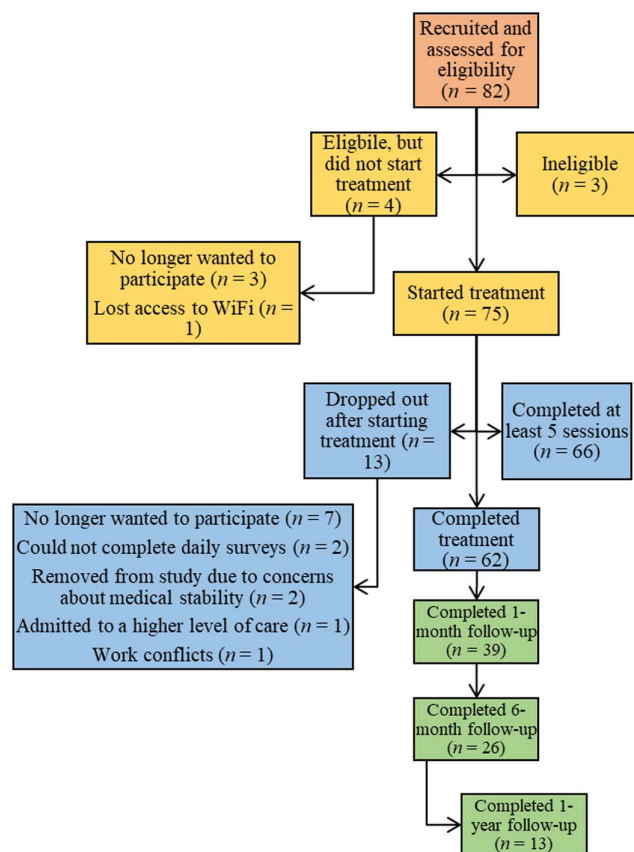 Recruited and
assessed for
eligibility
(n = 82)
Eligbile, but
did not start
treatment
(n = 4)
Ineligible
(n = 3)
No longer wanted to
participate (n = 3)
Lost access to WiFi (n =
1)
Started treatment
(n = 75)
Dropped out
after starting
treatment (n =
13)
Completed at
least 5 sessions
(n = 66)
No longer wanted to participate (n = 7)
Could not complete daily surveys (n = 2)
Removed from study due to concerns
about medical stability (n = 2)
Admitted to a higher level of care (n = 1)
Work conflicts (n = 1)
Completed
treatment
(n = 62)
Completed 1-
month follow-up
(n = 39)
Completed 6-
month follow-up
(n = 26)
Completed 1-
year follow-up
(n = 13)